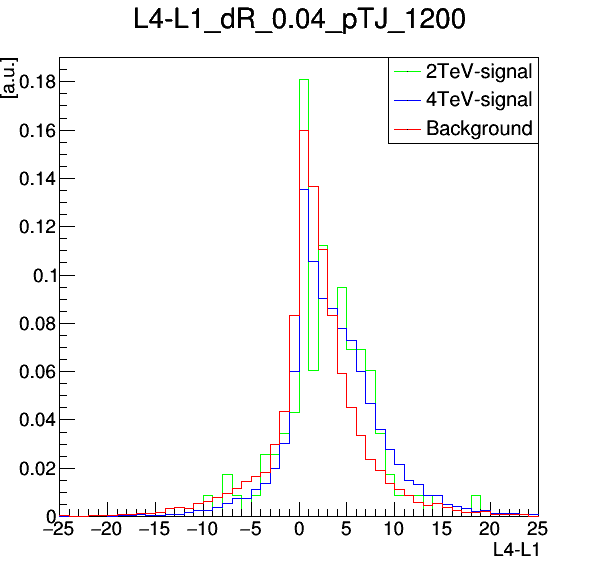 L4-L1_dR_0.04_pTJ_1200
[a.u.]
2TeV-signal
4TeV-signal
Background
0.18
0.16
0.14
0.12
0.1
0.08
0.06
0.04
0.02
0
−25 −20 −15 −10 −5 0 5 10 15 20 25
L4-L1